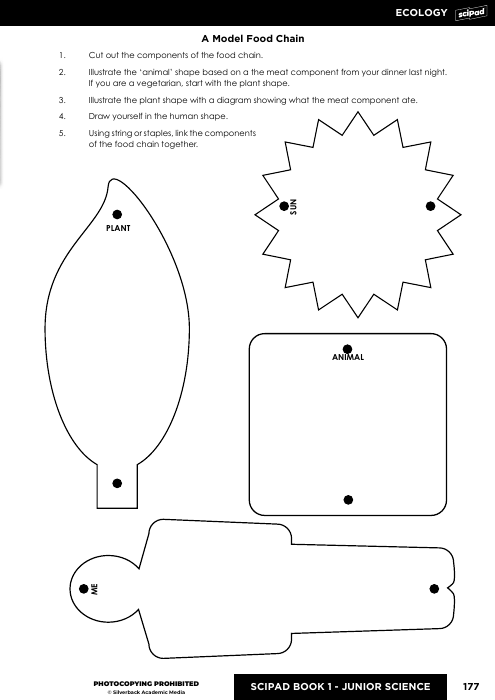 ECOLOGY scipad
A Model Food Chain
1. Cut out the components of the food chain.
2. Illustrate the ‘animal’ shape based on a the meat component from your dinner last night.
If you are a vegetarian, start with the plant shape.
3. Illustrate the plant shape with a diagram showing what the meat component ate.
4. Draw yourself in the human shape.
5. Using string or staples, link the components
of the food chain together.
SUN
PLANT
ANIMAL
ME
PHOTOCOPYING PROHIBITED
© Silverback Academic Media
SCIPAD BOOK 1 - JUNIOR SCIENCE 177